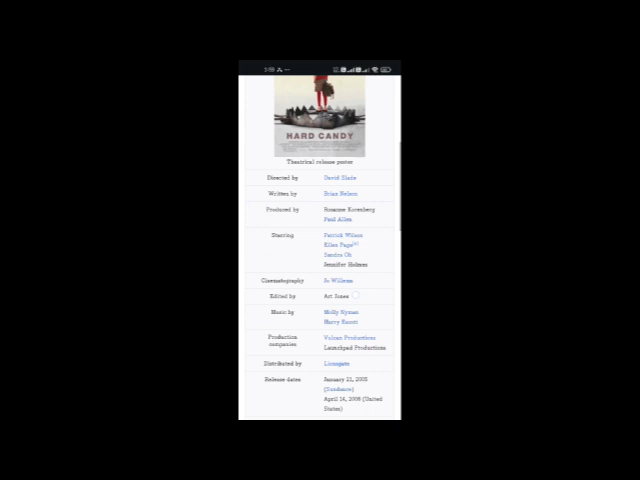 HARD CANDY
Theatrical release poster
Directed by David Slade
Written by Brian Nelson
Produced by Rosanne Korenberg
Paul Allen
Starring Patrick Wilson
Ellen Page[a]
Sandra Oh
Jennifer Holmes
Cinematography Jo Willems
Edited by Art Jones
Music by Molly Nyman
Harry Escott
Production companies Vulcan Productions
Launchpad Productions
Distributed by Lionsgate
Release dates January 21, 2005
(Sundance)
April 14, 2006 (United
States)